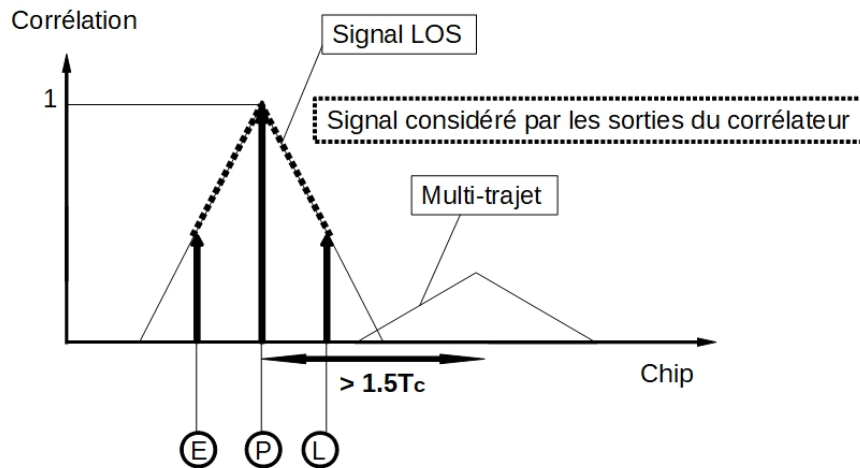 Corrélation
Signal LOS
1
Signal considéré par les sorties du corrélateur
Multi-trajet
> 1.5Tc
Chip
E
P
L